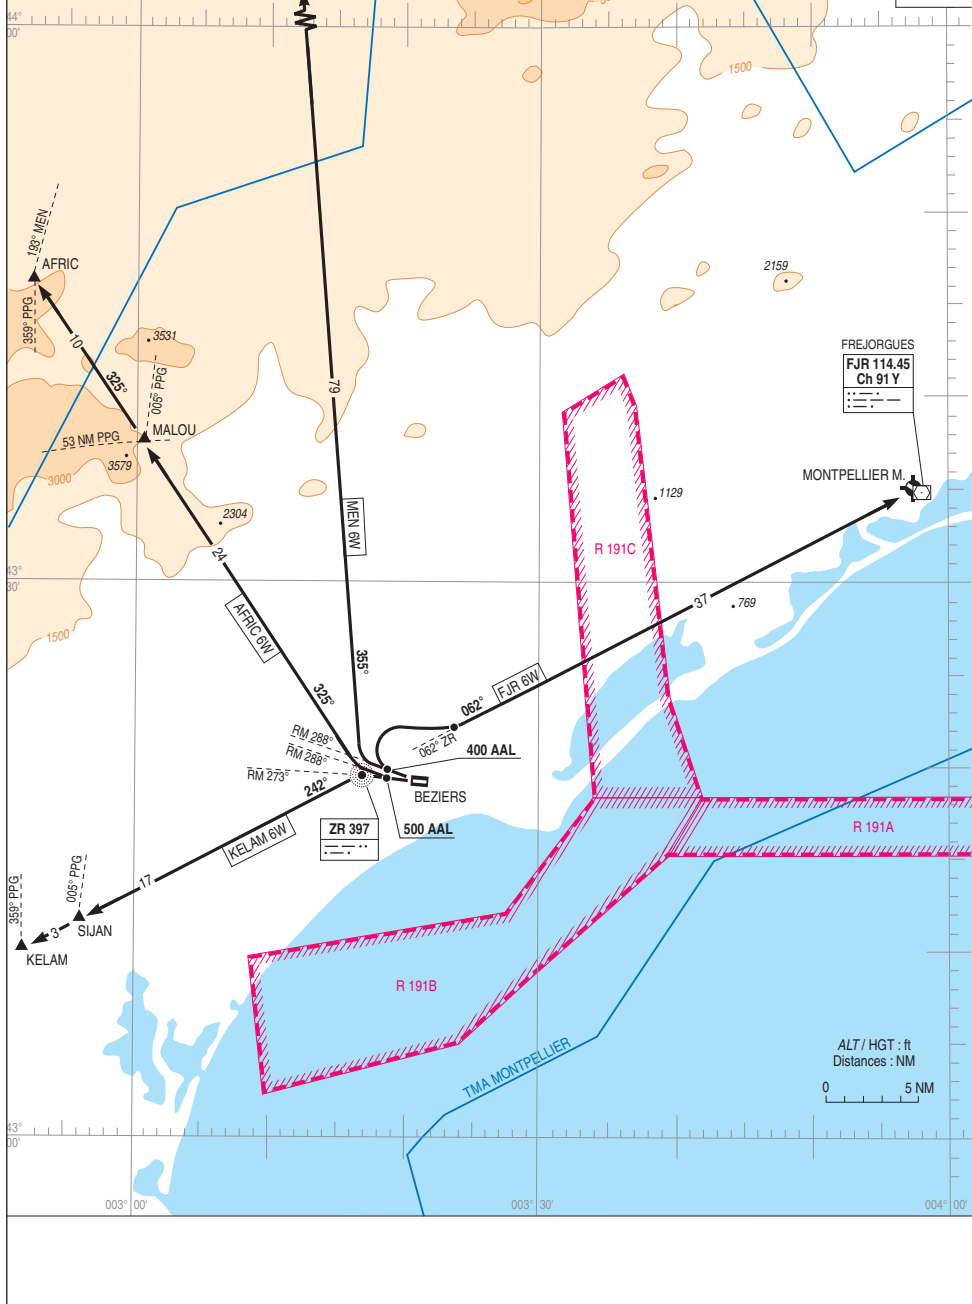 44°
00'
1500
193° MEN
AFRIC
359° PPG
10
325°
3531
005° PPG
MALOU
53 NM PPG
3579
3000
2304
24
79
2159
FREJORGUES
FJR 114.45
Ch 91 Y
MONTPELLIER M.
1129
R 191C
MEN 6W
43°
30'
37
769
1500
AFRIC 6W
355°
FJR 6W
325°
062°
RM 288°
062° ZR
RM 288°
400 AAL
RM 273°
242°
BEZIERS
ZR 397
500 AAL
R 191A
KELAM 6W
17
005° PPG
359° PPG
SIJAN
3
KELAM
R 191B
ALT / HGT : ft
Distances : NM
TMA MONTPELLIER
0
5 NM
43°
00'
003° 00'
003° 30'
004° 00'